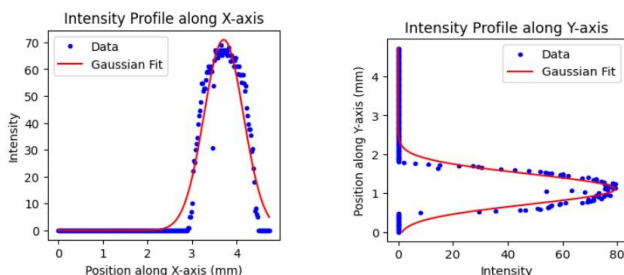 Intensity Profile along X-axis
70
60
50
40
30
20
10
0
Intensity
Data
Gaussian Fit
0 1 2 3 4
Position along X-axis (mm)
Intensity Profile along Y-axis
4
3
2
1
0
Position along Y-axis (mm)
Data
Gaussian Fit
0 20 40 60 80
Intensity